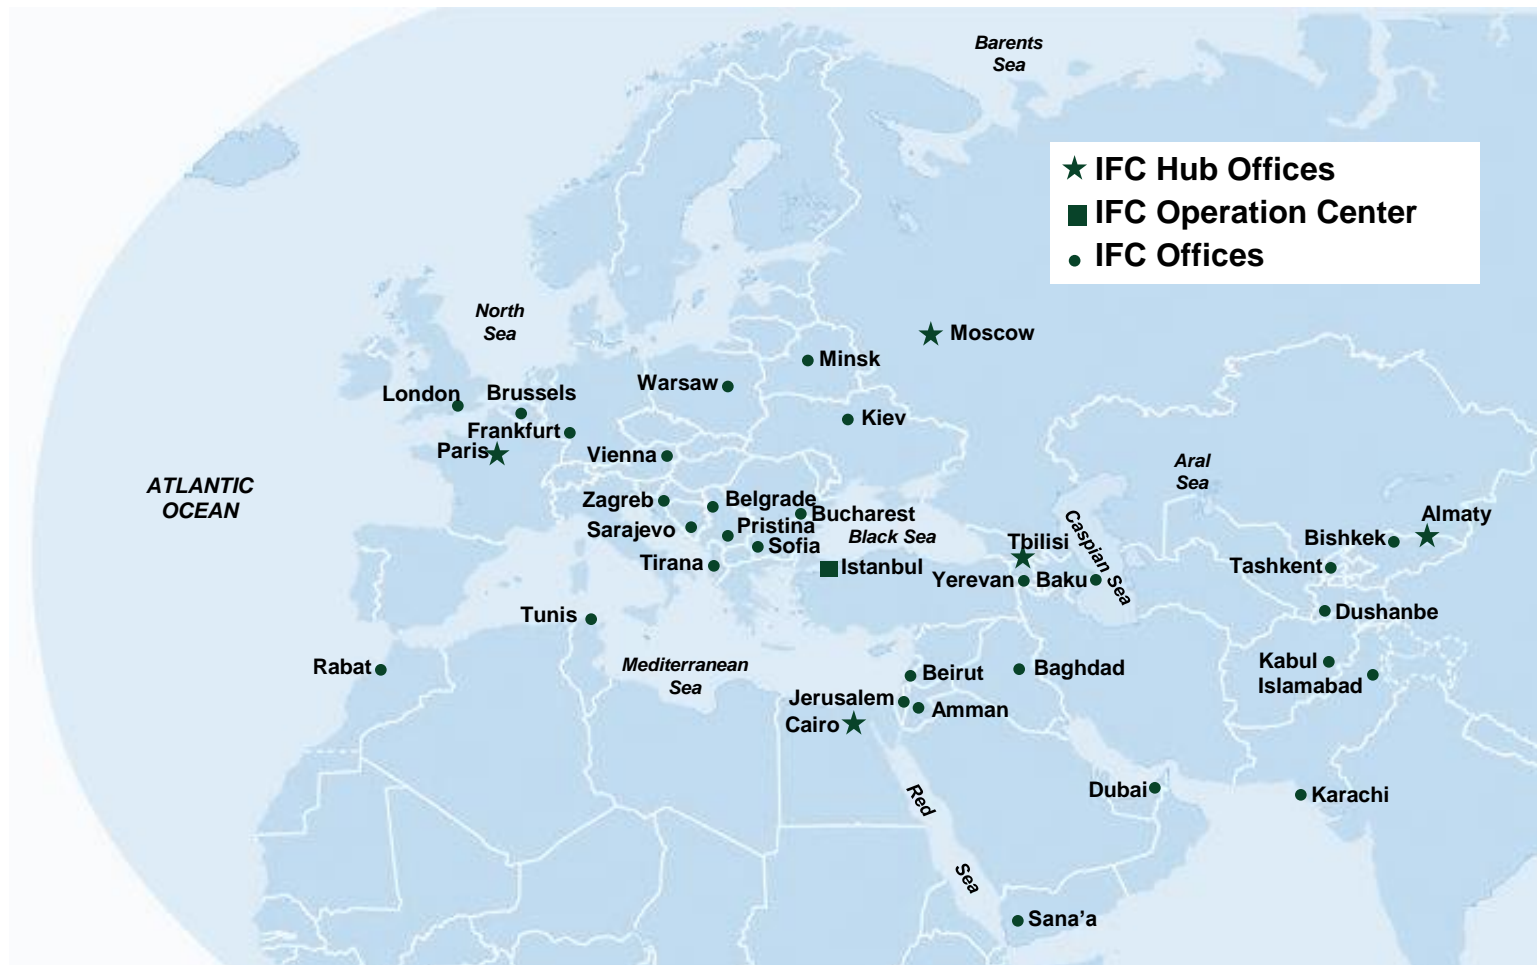 Barents
Sea
IFC Hub Offices
IFC Operation Center
IFC Offices
North
Sea
Moscow
Minsk
Warsaw
London
Brussels
Kiev
Frankfurt
Paris
Vienna
Aral
Sea
ATLANTIC
OCEAN
Zagreb
Belgrade
Bucharest
Almaty
Sarajevo
Pristina
Black Sea
Caspian Sea
Tbilisi
Bishkek
Sofia
Tirana
Istanbul
Yerevan
Baku
Tashkent
Tunis
Dushanbe
Rabat
Mediterranean
Sea
Beirut
Baghdad
Kabul
Islamabad
Jerusalem
Amman
Cairo
Dubai
Karachi
Red
Sea
Sana’a